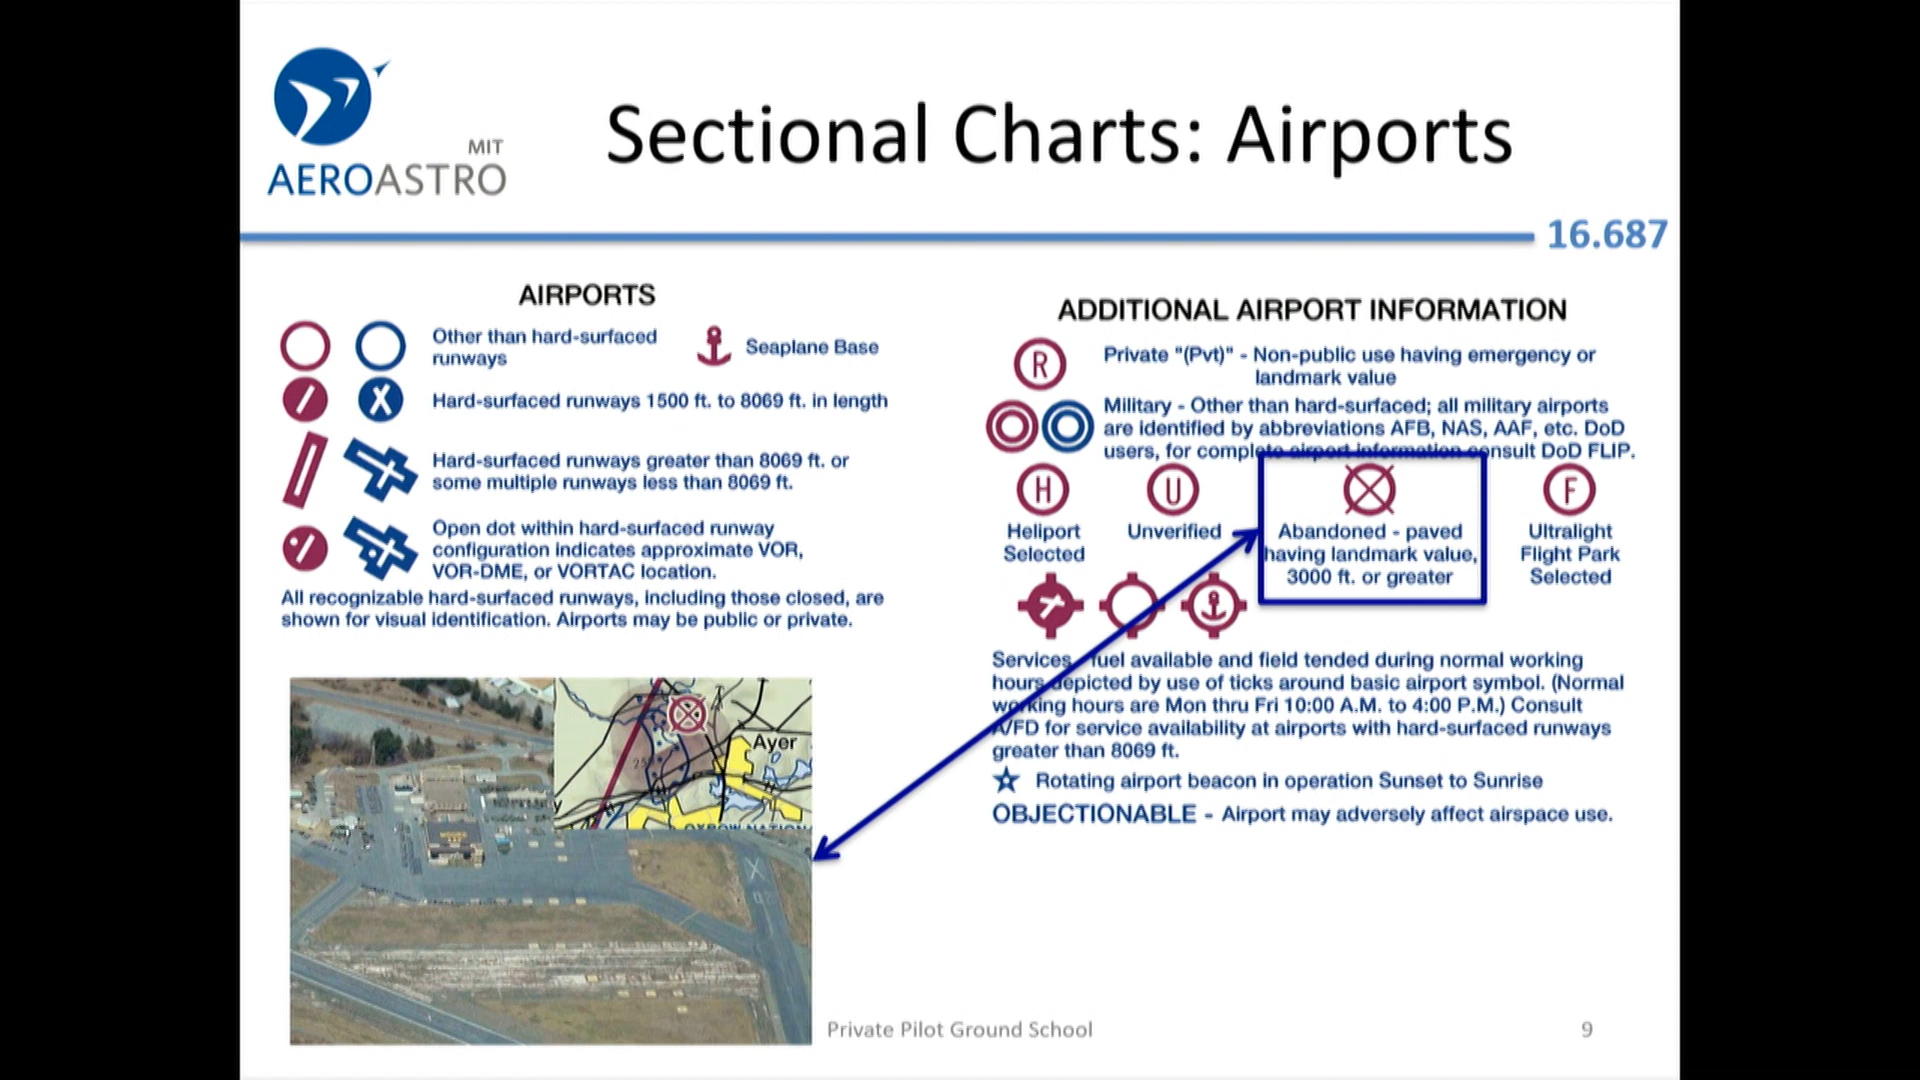 MIT
AEROASTRO
Sectional Charts: Airports
16.687
AIRPORTS
Other than hard-surfaced
runways
Seaplane Base
Hard-surfaced runways 1500 ft. to 8069 ft. in length
Hard-surfaced runways greater than 8069 ft. or
some multiple runways less than 8069 ft.
Open dot within hard-surfaced runway
configuration indicates approximate VOR,
VOR-DME, or VORTAC location.
All recognizable hard-surfaced runways, including those closed, are
shown for visual identification. Airports may be public or private.
ADDITIONAL AIRPORT INFORMATION
R
Private "(Pvt)" - Non-public use having emergency or
landmark value
Military - Other than hard-surfaced; all military airports
are identified by abbreviations AFB, NAS, AAF, etc. DoD
users, for complete airport information consult DoD FLIP.
H
U
F
Heliport
Selected
Unverified
Abandoned - paved
having landmark value,
3000 ft. or greater
Ultralight
Flight Park
Selected
Services - fuel available and field tended during normal working
hours depicted by use of ticks around basic airport symbol. (Normal
working hours are Mon thru Fri 10:00 A.M. to 4:00 P.M.) Consult
A/FD for service availability at airports with hard-surfaced runways
greater than 8069 ft.
Rotating airport beacon in operation Sunset to Sunrise
OBJECTIONABLE - Airport may adversely affect airspace use.
Ayer
X
Private Pilot Ground School
9